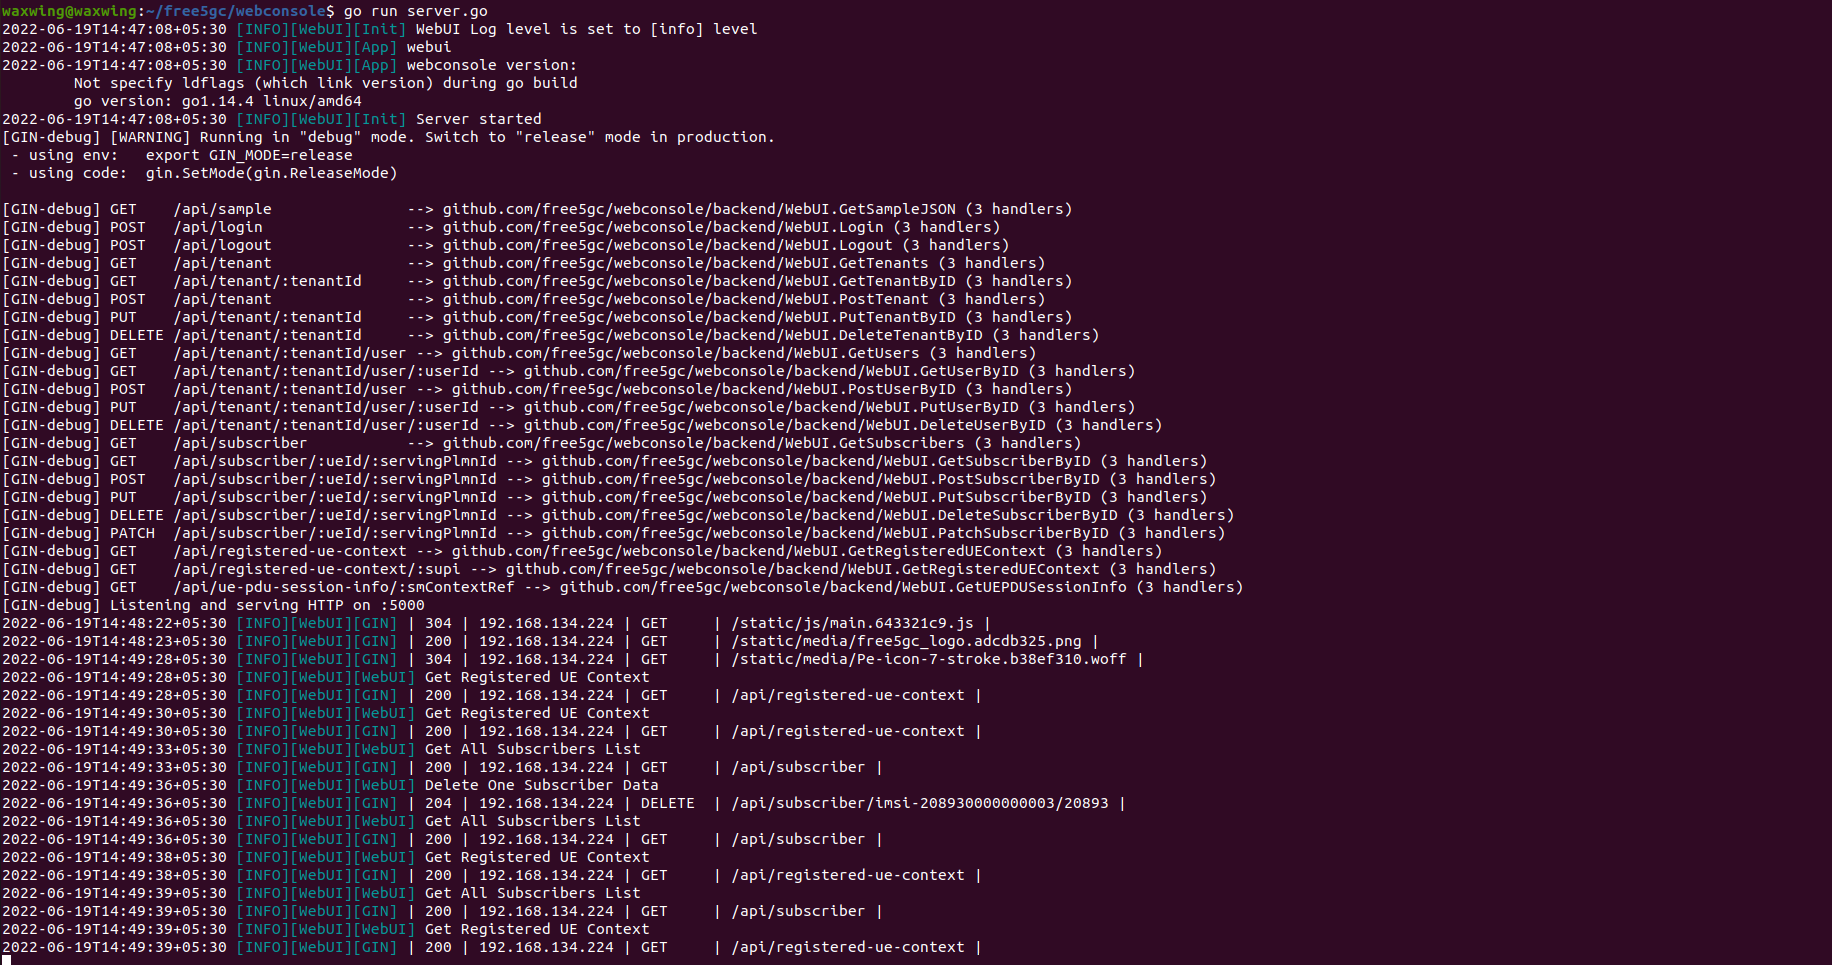 waxwing@waxwing:~/free5gc/webconsole$ go run server.go
2022-06-19T14:47:08+05:30 [INFO][WebUI][Init] WebUI Log level is set to [info] level
2022-06-19T14:47:08+05:30 [INFO][WebUI][App] webui
2022-06-19T14:47:08+05:30 [INFO][WebUI][App] webconsole version:
        Not specify ldflags (which link version) during go build
        go version: go1.14.4 linux/amd64
2022-06-19T14:47:08+05:30 [INFO][WebUI][Init] Server started
[GIN-debug] [WARNING] Running in "debug" mode. Switch to "release" mode in production.
 - using env:   export GIN_MODE=release
 - using code:  gin.SetMode(gin.ReleaseMode)

[GIN-debug] GET    /api/sample               --> github.com/free5gc/webconsole/backend/WebUI.GetSampleJSON (3 handlers)
[GIN-debug] POST   /api/login                --> github.com/free5gc/webconsole/backend/WebUI.Login (3 handlers)
[GIN-debug] POST   /api/logout               --> github.com/free5gc/webconsole/backend/WebUI.Logout (3 handlers)
[GIN-debug] GET    /api/tenant               --> github.com/free5gc/webconsole/backend/WebUI.GetTenants (3 handlers)
[GIN-debug] GET    /api/tenant/:tenantId     --> github.com/free5gc/webconsole/backend/WebUI.GetTenantByID (3 handlers)
[GIN-debug] POST   /api/tenant               --> github.com/free5gc/webconsole/backend/WebUI.PostTenant (3 handlers)
[GIN-debug] PUT    /api/tenant/:tenantId     --> github.com/free5gc/webconsole/backend/WebUI.PutTenantByID (3 handlers)
[GIN-debug] DELETE /api/tenant/:tenantId     --> github.com/free5gc/webconsole/backend/WebUI.DeleteTenantByID (3 handlers)
[GIN-debug] GET    /api/tenant/:tenantId/user --> github.com/free5gc/webconsole/backend/WebUI.GetUsers (3 handlers)
[GIN-debug] GET    /api/tenant/:tenantId/user/:userId --> github.com/free5gc/webconsole/backend/WebUI.GetUserByID (3 handlers)
[GIN-debug] POST   /api/tenant/:tenantId/user --> github.com/free5gc/webconsole/backend/WebUI.PostUserByID (3 handlers)
[GIN-debug] PUT    /api/tenant/:tenantId/user/:userId --> github.com/free5gc/webconsole/backend/WebUI.PutUserByID (3 handlers)
[GIN-debug] DELETE /api/tenant/:tenantId/user/:userId --> github.com/free5gc/webconsole/backend/WebUI.DeleteUserByID (3 handlers)
[GIN-debug] GET    /api/subscriber           --> github.com/free5gc/webconsole/backend/WebUI.GetSubscribers (3 handlers)
[GIN-debug] GET    /api/subscriber/:ueId/:servingPlmnId --> github.com/free5gc/webconsole/backend/WebUI.GetSubscriberByID (3 handlers)
[GIN-debug] POST   /api/subscriber/:ueId/:servingPlmnId --> github.com/free5gc/webconsole/backend/WebUI.PostSubscriberByID (3 handlers)
[GIN-debug] PUT    /api/subscriber/:ueId/:servingPlmnId --> github.com/free5gc/webconsole/backend/WebUI.PutSubscriberByID (3 handlers)
[GIN-debug] DELETE /api/subscriber/:ueId/:servingPlmnId --> github.com/free5gc/webconsole/backend/WebUI.DeleteSubscriberByID (3 handlers)
[GIN-debug] PATCH  /api/subscriber/:ueId/:servingPlmnId --> github.com/free5gc/webconsole/backend/WebUI.PatchSubscriberByID (3 handlers)
[GIN-debug] GET    /api/registered-ue-context --> github.com/free5gc/webconsole/backend/WebUI.GetRegisteredUEContext (3 handlers)
[GIN-debug] GET    /api/registered-ue-context/:supi --> github.com/free5gc/webconsole/backend/WebUI.GetRegisteredUEContext (3 handlers)
[GIN-debug] GET    /api/ue-pdu-session-info/:smContextRef --> github.com/free5gc/webconsole/backend/WebUI.GetUEPDUSessionInfo (3 handlers)
[GIN-debug] Listening and serving HTTP on :5000
2022-06-19T14:48:22+05:30 [INFO][WebUI][GIN] | 304 | 192.168.134.224 | GET     | /static/js/main.643321c9.js |
2022-06-19T14:48:23+05:30 [INFO][WebUI][GIN] | 200 | 192.168.134.224 | GET     | /static/media/free5gc_logo.adcdb325.png |
2022-06-19T14:49:28+05:30 [INFO][WebUI][GIN] | 304 | 192.168.134.224 | GET     | /static/media/Pe-icon-7-stroke.b38ef310.woff |
2022-06-19T14:49:28+05:30 [INFO][WebUI][WebUI] Get Registered UE Context
2022-06-19T14:49:28+05:30 [INFO][WebUI][GIN] | 200 | 192.168.134.224 | GET     | /api/registered-ue-context |
2022-06-19T14:49:30+05:30 [INFO][WebUI][WebUI] Get Registered UE Context
2022-06-19T14:49:30+05:30 [INFO][WebUI][GIN] | 200 | 192.168.134.224 | GET     | /api/registered-ue-context |
2022-06-19T14:49:33+05:30 [INFO][WebUI][WebUI] Get All Subscribers List
2022-06-19T14:49:33+05:30 [INFO][WebUI][GIN] | 200 | 192.168.134.224 | GET     | /api/subscriber |
2022-06-19T14:49:36+05:30 [INFO][WebUI][WebUI] Delete One Subscriber Data
2022-06-19T14:49:36+05:30 [INFO][WebUI][GIN] | 204 | 192.168.134.224 | DELETE  | /api/subscriber/imsi-208930000000003/20893 |
2022-06-19T14:49:36+05:30 [INFO][WebUI][WebUI] Get All Subscribers List
2022-06-19T14:49:36+05:30 [INFO][WebUI][GIN] | 200 | 192.168.134.224 | GET     | /api/subscriber |
2022-06-19T14:49:38+05:30 [INFO][WebUI][WebUI] Get Registered UE Context
2022-06-19T14:49:38+05:30 [INFO][WebUI][GIN] | 200 | 192.168.134.224 | GET     | /api/registered-ue-context |
2022-06-19T14:49:39+05:30 [INFO][WebUI][WebUI] Get All Subscribers List
2022-06-19T14:49:39+05:30 [INFO][WebUI][GIN] | 200 | 192.168.134.224 | GET     | /api/subscriber |
2022-06-19T14:49:39+05:30 [INFO][WebUI][WebUI] Get Registered UE Context
2022-06-19T14:49:39+05:30 [INFO][WebUI][GIN] | 200 | 192.168.134.224 | GET     | /api/registered-ue-context |